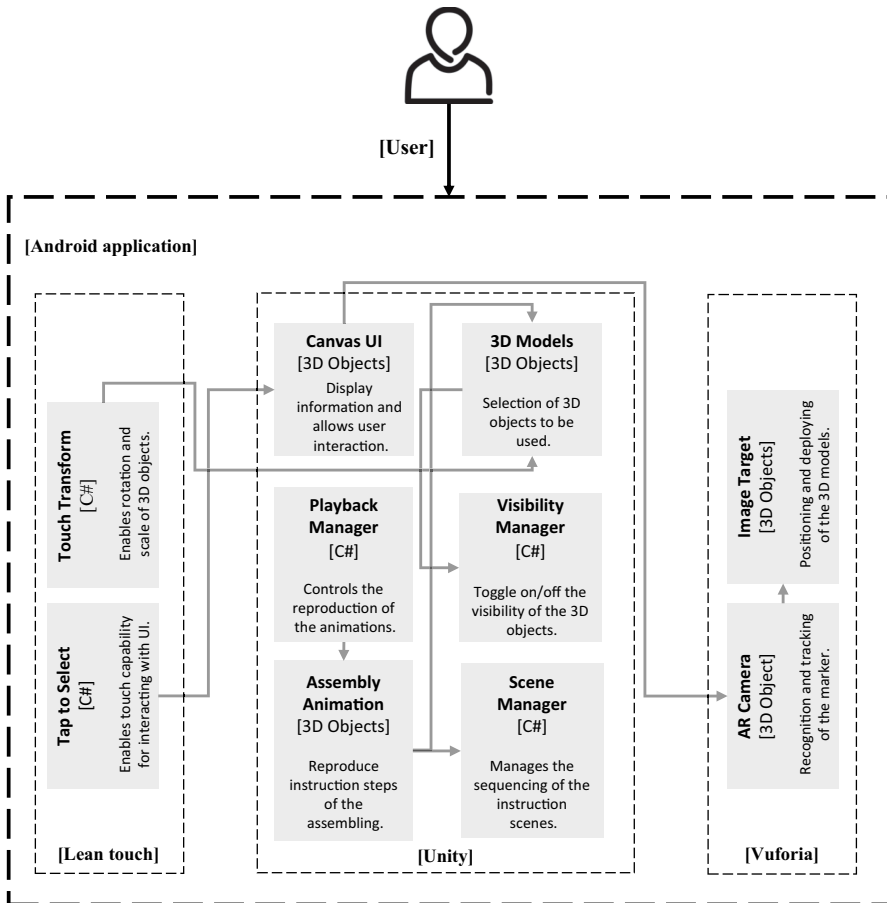 [User]
[Android application]
Touch Transform
[C#]
Enables rotation and
scale of 3D objects.
Tap to Select
[C#]
Enables touch capability
for interacting with UI.
[Lean touch]
Canvas UI
[3D Objects]
Display
information and
allows user
interaction.
3D Models
[3D Objects]
Selection of 3D
objects to be
used.
Playback
Manager
[C#]
Controls the
reproduction of
the animations.
Visibility
Manager
[C#]
Toggle on/off the
visibility of the 3D
objects.
Assembly
Animation
[3D Objects]
Reproduce
instruction steps
of the
assembling.
Scene
Manager
[C#]
Manages the
sequencing of the
instruction
scenes.
[Unity]
Image Target
[3D Objects]
Positioning and deploying
of the 3D models.
AR Camera
[3D Object]
Recognition and tracking
of the marker.
[Vuforia]